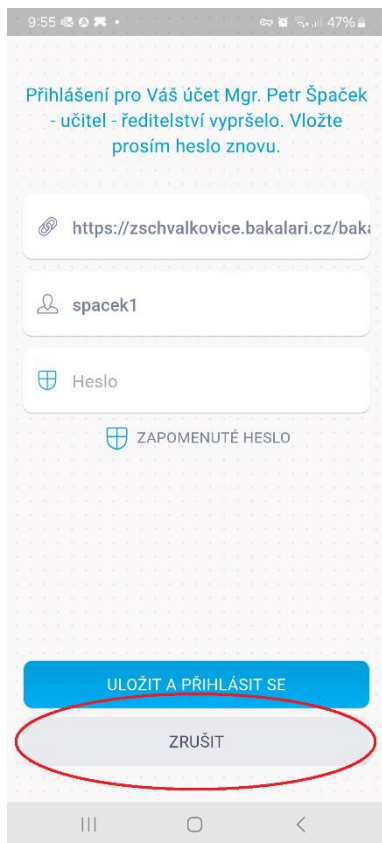 9:55
47%
Přihlášení pro Váš účet Mgr. Petr Špaček
- učitel - ředitelství vypršelo. Vložte
prosím heslo znovu.
https://zschvalkovice.bakalari.cz/baka
spacek1
Heslo
ZAPOMENUTÉ HESLO
ULOŽIT A PŘIHLÁSIT SE
ZRUŠIT